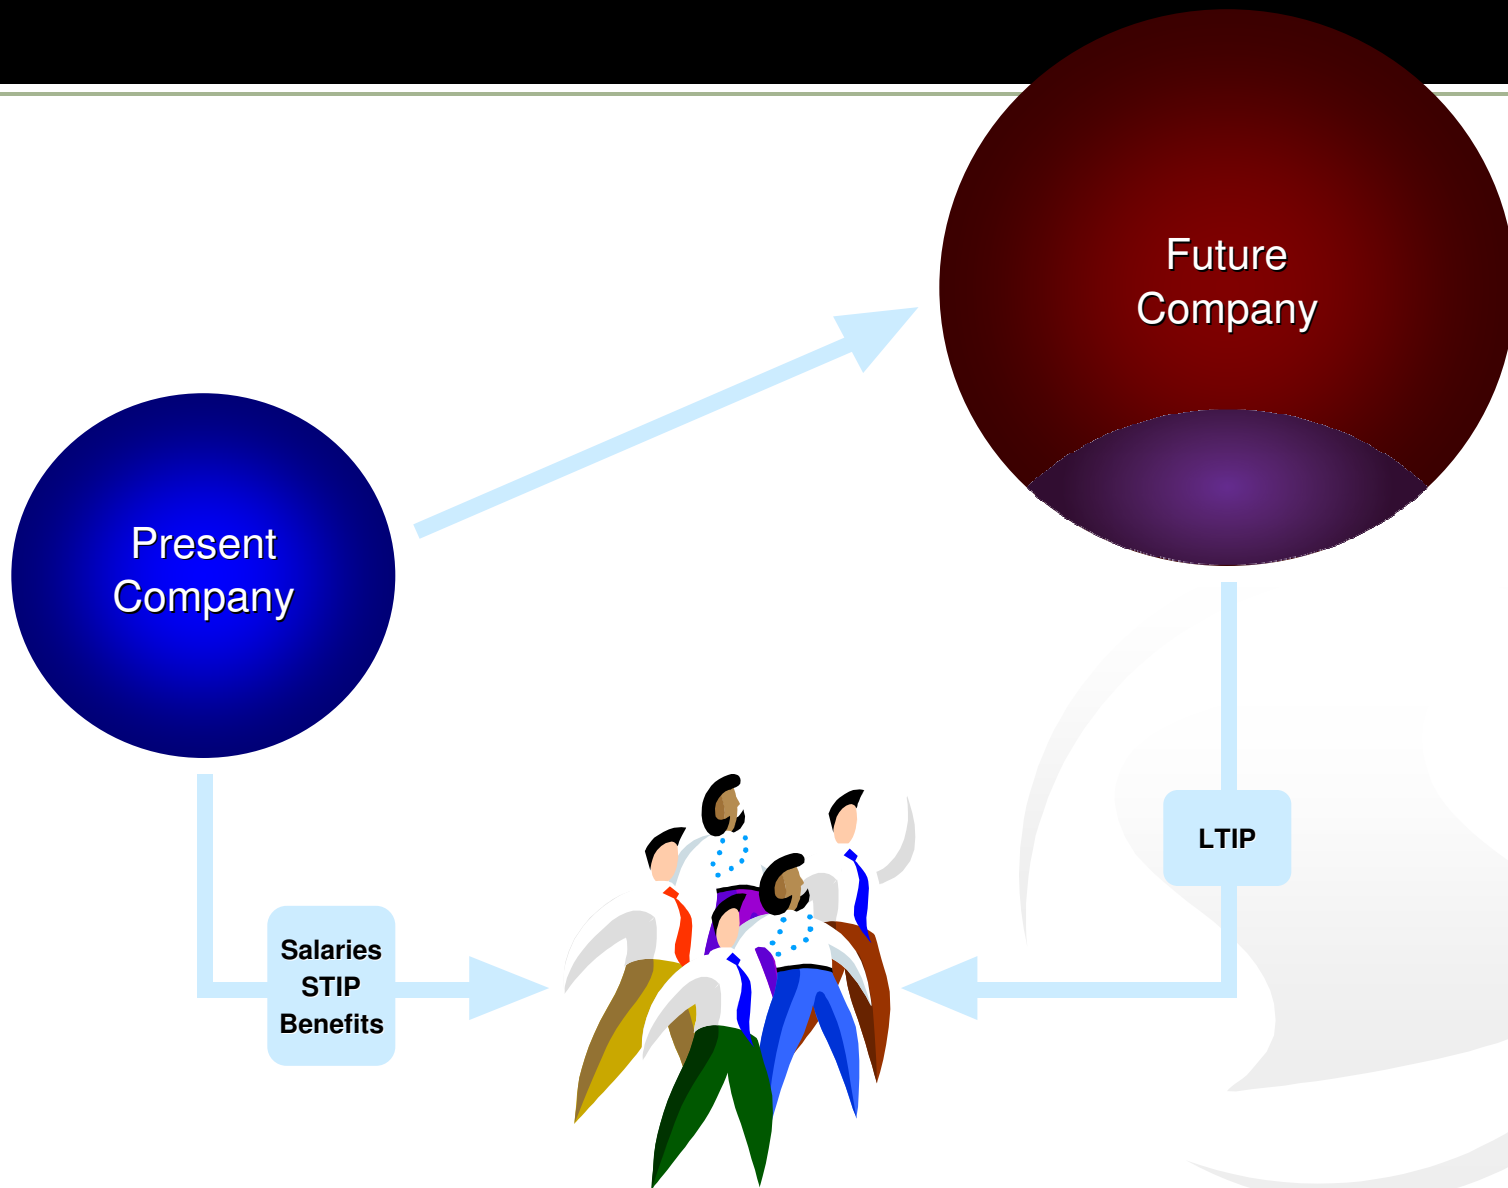 Future
Company
Present
Company
LTIP
Salaries
STIP
Benefits